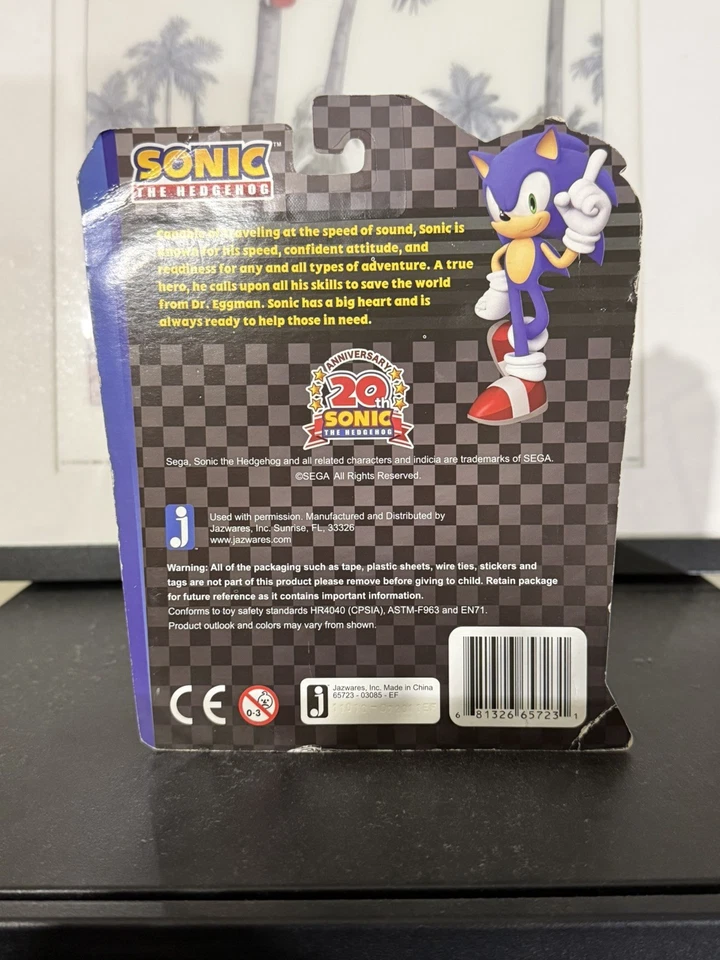 SONIC™
THE HEDGEHOG
traveling at the speed of sound, Sonic is
known for his speed, confident attitude, and
readiness for any and all types of adventure. A true
hero, he calls upon all his skills to save the world
from Dr. Eggman. Sonic has a big heart and is
always ready to help those in need.
ANNIVERSARY
20th
SONIC
THE HEDGEHOG
Sega, Sonic the Hedgehog and all related characters and indicia are trademarks of SEGA.
©SEGA All Rights Reserved.
j
Used with permission. Manufactured and Distributed by
Jazwares, Inc. Sunrise, FL, 33326
www.jazwares.com
Warning: All of the packaging such as tape, plastic sheets, wire ties, stickers and
tags are not part of this product please remove before giving to child. Retain package
for future reference as it contains important information.
Conforms to toy safety standards HR4040 (CPSIA), ASTM-F963 and EN71.
Product outlook and colors may vary from shown.
CE
0-3
j
Jazwares, Inc. Made in China
65723 - 03085 - EF
6 81326 65723 1